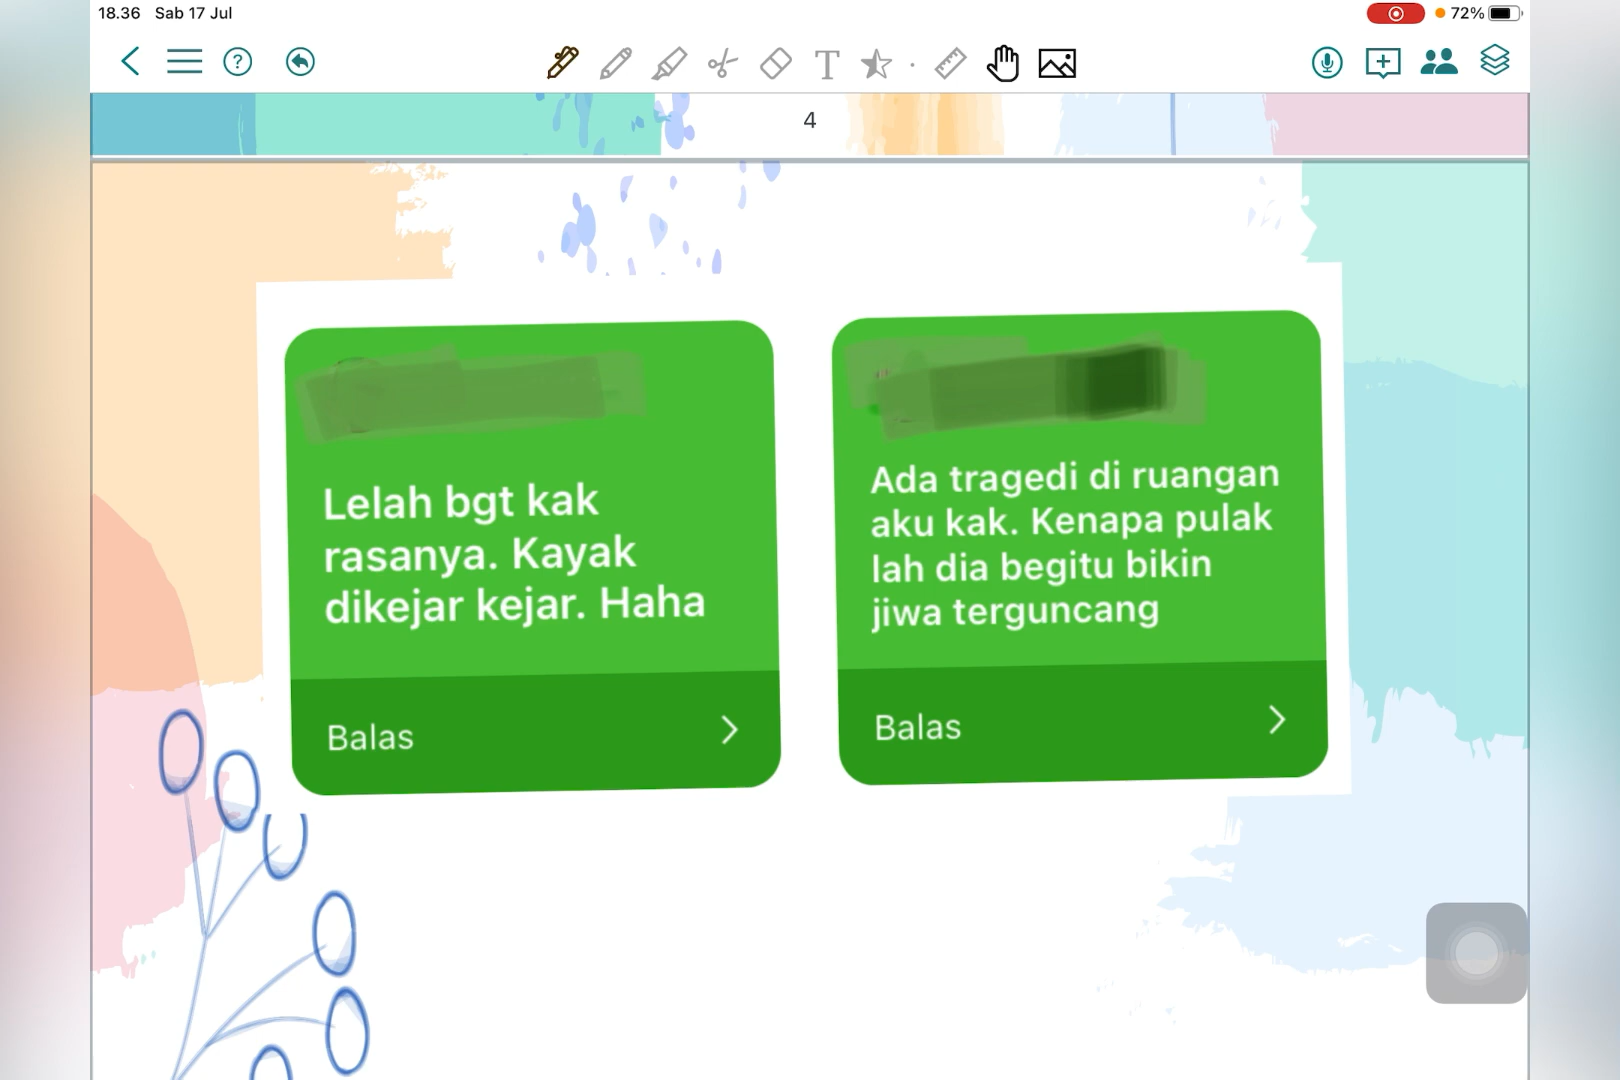 18.36 Sab 17 Jul
72%
?
T
4
Lelah bgt kak
rasanya. Kayak
dikejar kejar. Haha
Balas
Ada tragedi di ruangan
aku kak. Kenapa pulak
lah dia begitu bikin
jiwa terguncang
Balas